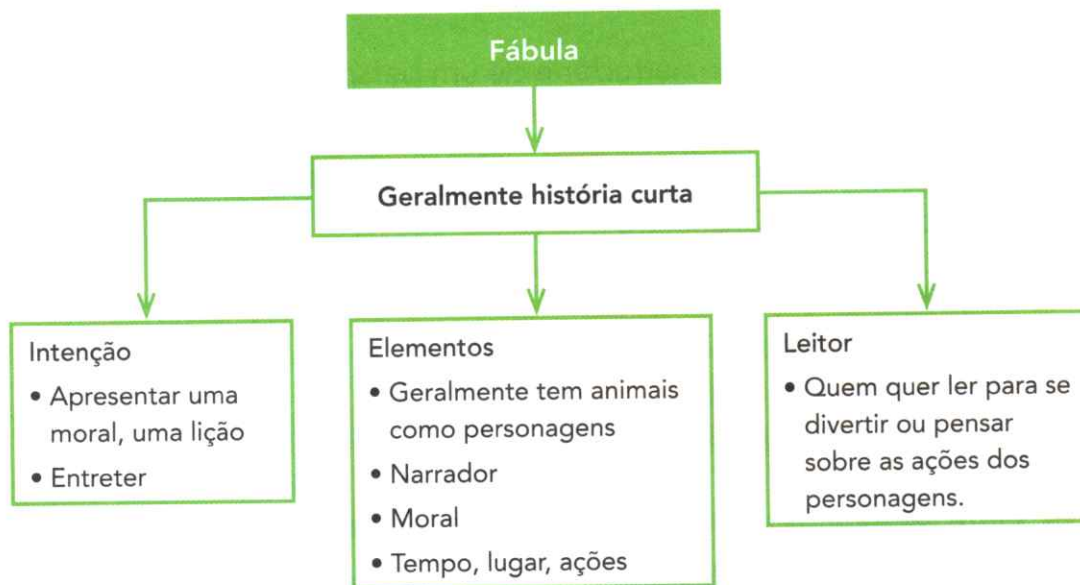 Fábula
Geralmente história curta
Intenção
• Apresentar uma
moral, uma lição
• Entreter
Elementos
• Geralmente tem animais
como personagens
• Narrador
• Moral
• Tempo, lugar, ações
Leitor
• Quem quer ler para se
divertir ou pensar
sobre as ações dos
personagens.